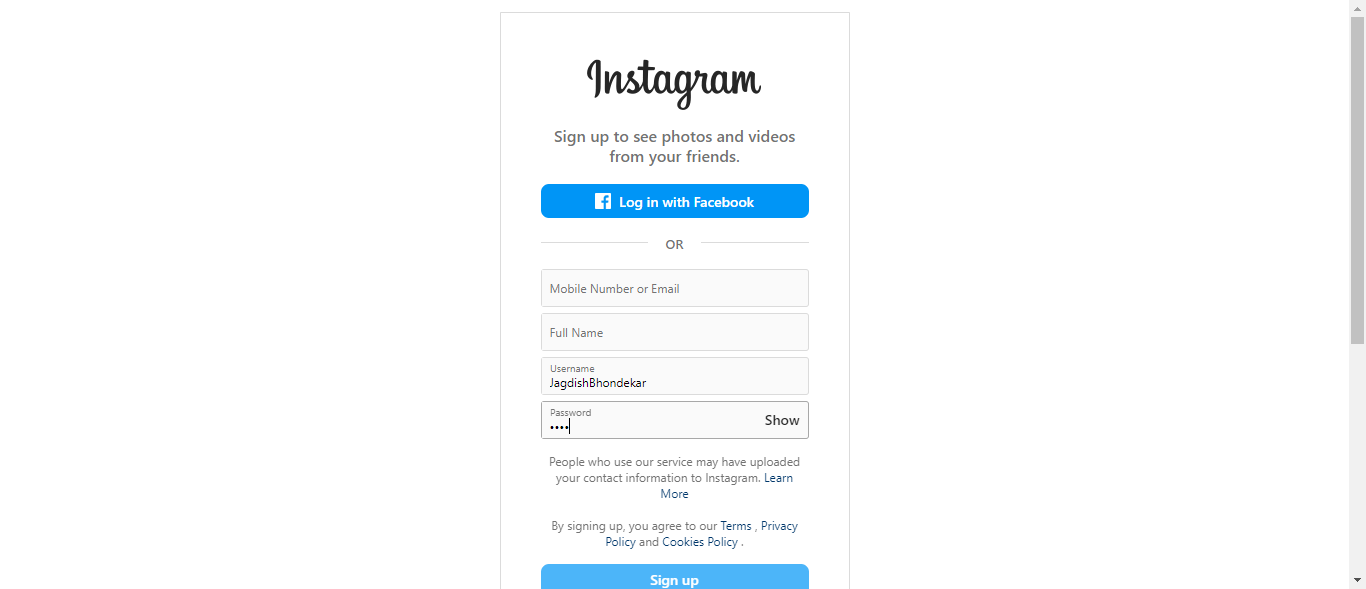 Instagram
Sign up to see photos and videos
from your friends.
Log in with Facebook
OR
Mobile Number or Email
Full Name
Username
JagdishBhondekar
Password
••••
Show
People who use our service may have uploaded
your contact information to Instagram. Learn
More
By signing up, you agree to our Terms , Privacy
Policy and Cookies Policy .
Sign up